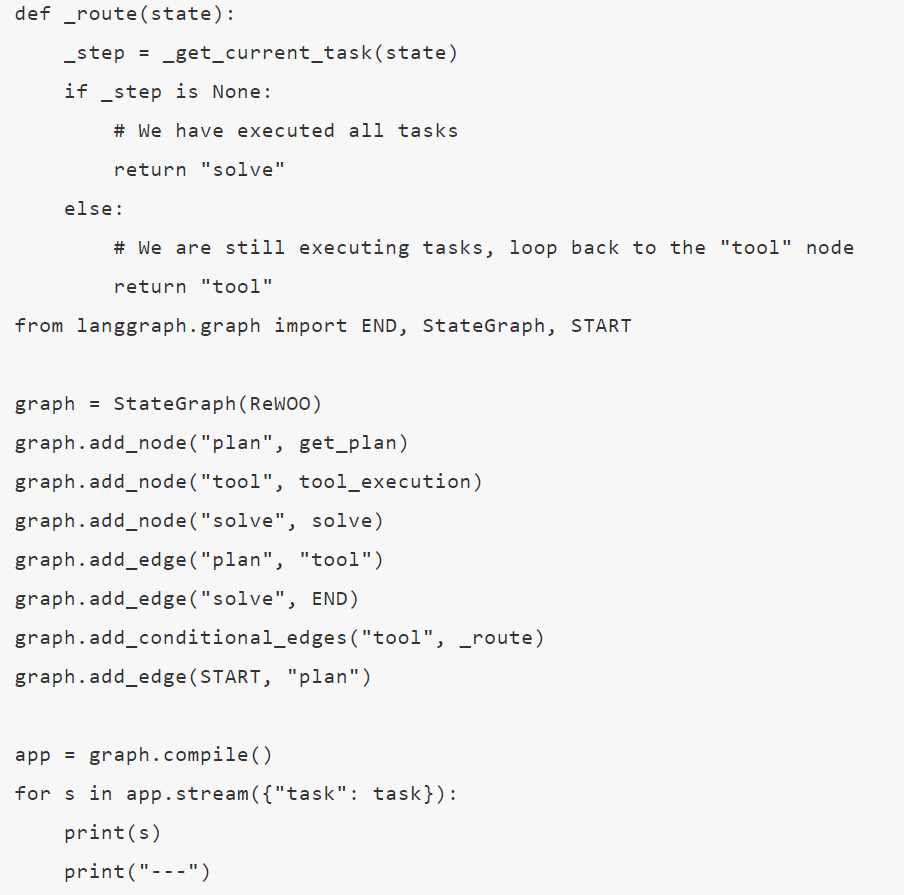 def _route(state):
    _step = _get_current_task(state)
    if _step is None:
        # We have executed all tasks
        return "solve"
    else:
        # We are still executing tasks, loop back to the "tool" node
        return "tool"
from langgraph.graph import END, StateGraph, START

graph = StateGraph(ReWOO)
graph.add_node("plan", get_plan)
graph.add_node("tool", tool_execution)
graph.add_node("solve", solve)
graph.add_edge("plan", "tool")
graph.add_edge("solve", END)
graph.add_conditional_edges("tool", _route)
graph.add_edge(START, "plan")

app = graph.compile()
for s in app.stream({"task": task}):
    print(s)
    print("---")